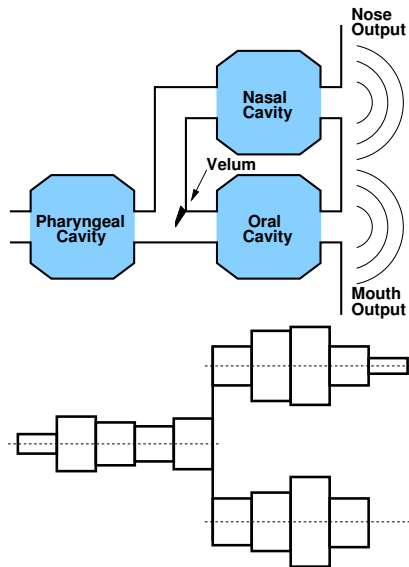 Nose
Output
Nasal
Cavity
Velum
Pharyngeal
Cavity
Oral
Cavity
Mouth
Output